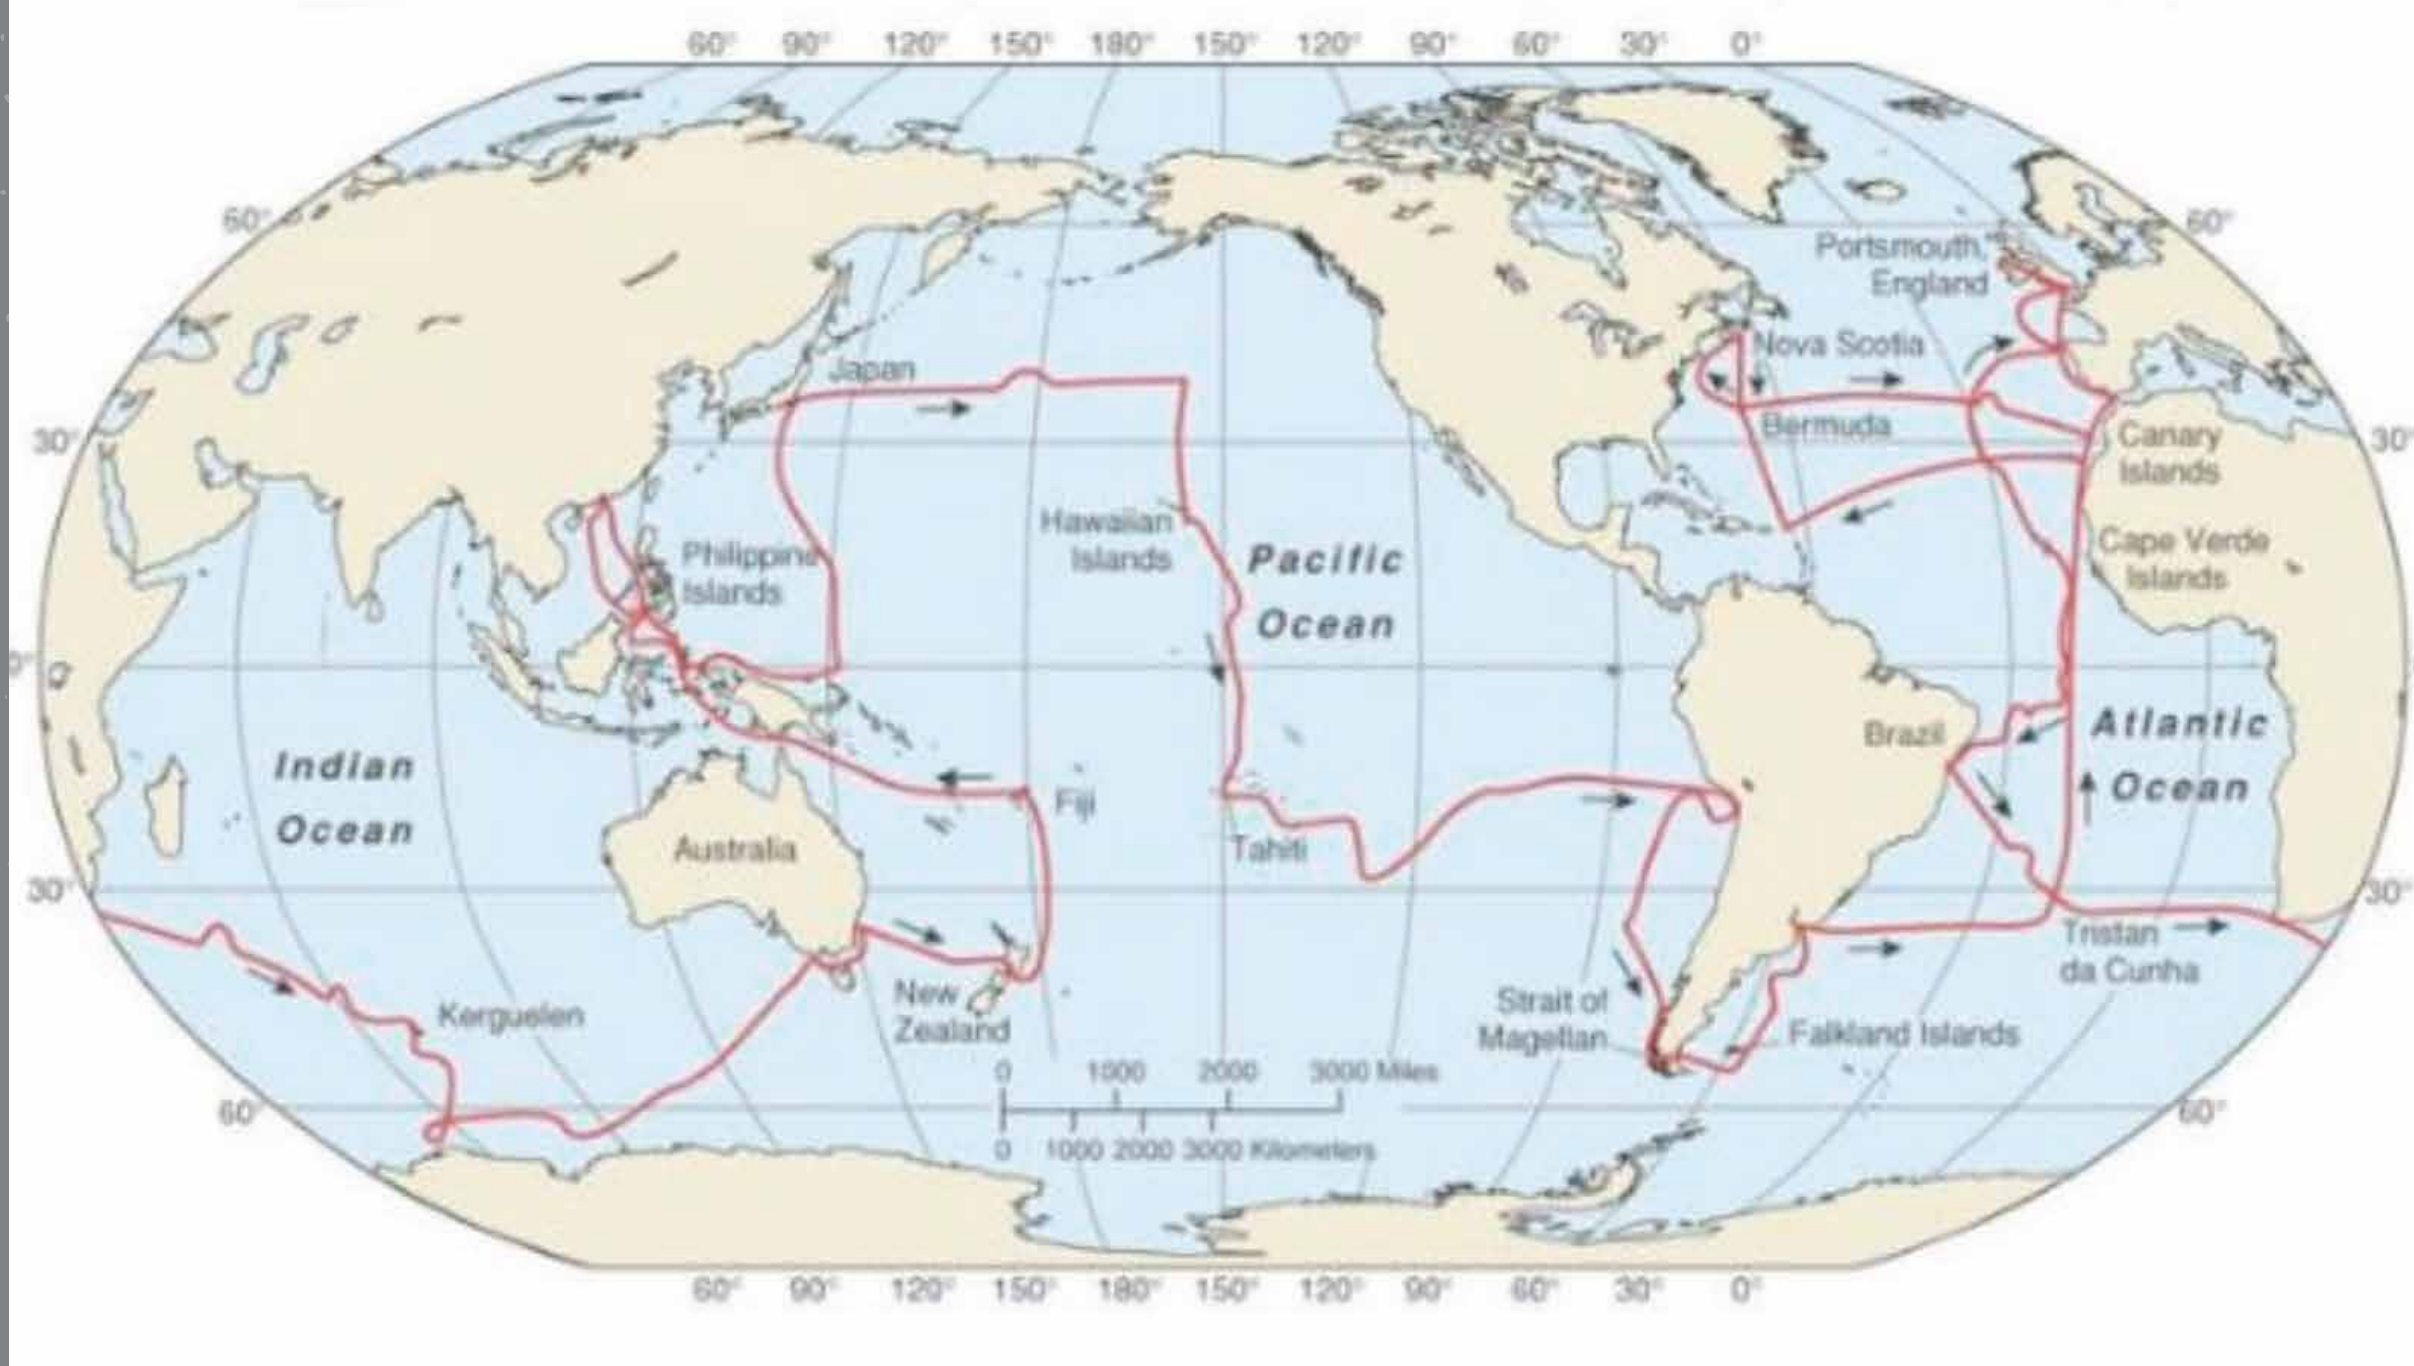 60° 90° 120° 150° 180° 150° 120° 90° 60° 30° 0°
60° 60°
Portsmouth,
England
Nova Scotia
Japan
Bermuda
30° 30°
Canary
Islands
Hawaiian
Islands
Philippine
Islands
Pacific
Ocean
Cape Verde
Islands
0°
Brazil
Atlantic
Ocean
Indian
Ocean
Fiji
Australia
Tahiti
30° 30°
Tristan
da Cunha
New
Zealand
Kerguelen
Strait of
Magellan
Falkland Islands
0 1000 2000 3000 Miles
60° 60°
0 1000 2000 3000 Kilometers
60° 90° 120° 150° 180° 150° 120° 90° 60° 30° 0°